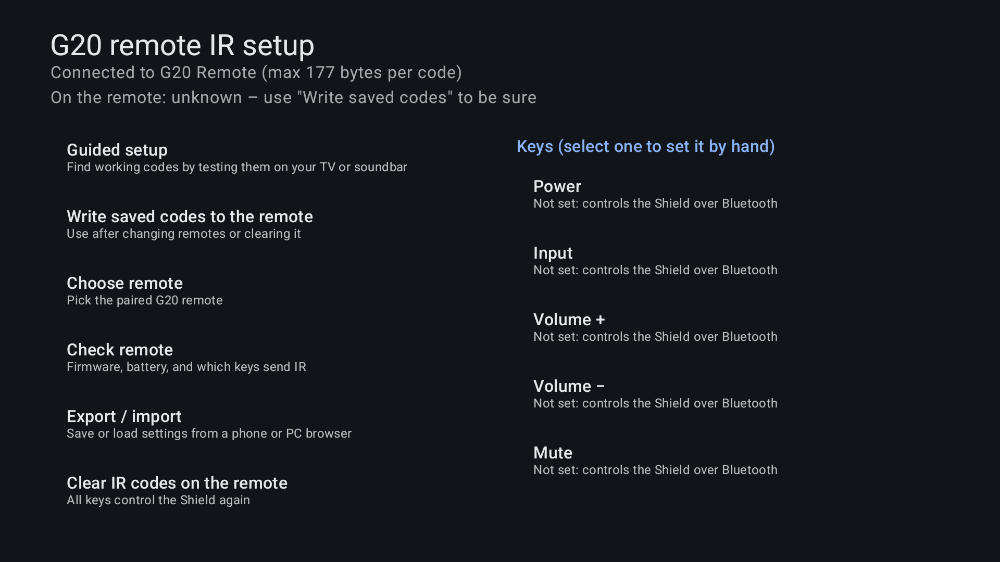 G20 remote IR setup
Connected to G20 Remote (max 177 bytes per code)
On the remote: unknown – use "Write saved codes" to be sure
Guided setup
Find working codes by testing them on your TV or soundbar
Write saved codes to the remote
Use after changing remotes or clearing it
Choose remote
Pick the paired G20 remote
Check remote
Firmware, battery, and which keys send IR
Export / import
Save or load settings from a phone or PC browser
Clear IR codes on the remote
All keys control the Shield again
Keys (select one to set it by hand)
Power
Not set: controls the Shield over Bluetooth
Input
Not set: controls the Shield over Bluetooth
Volume +
Not set: controls the Shield over Bluetooth
Volume −
Not set: controls the Shield over Bluetooth
Mute
Not set: controls the Shield over Bluetooth